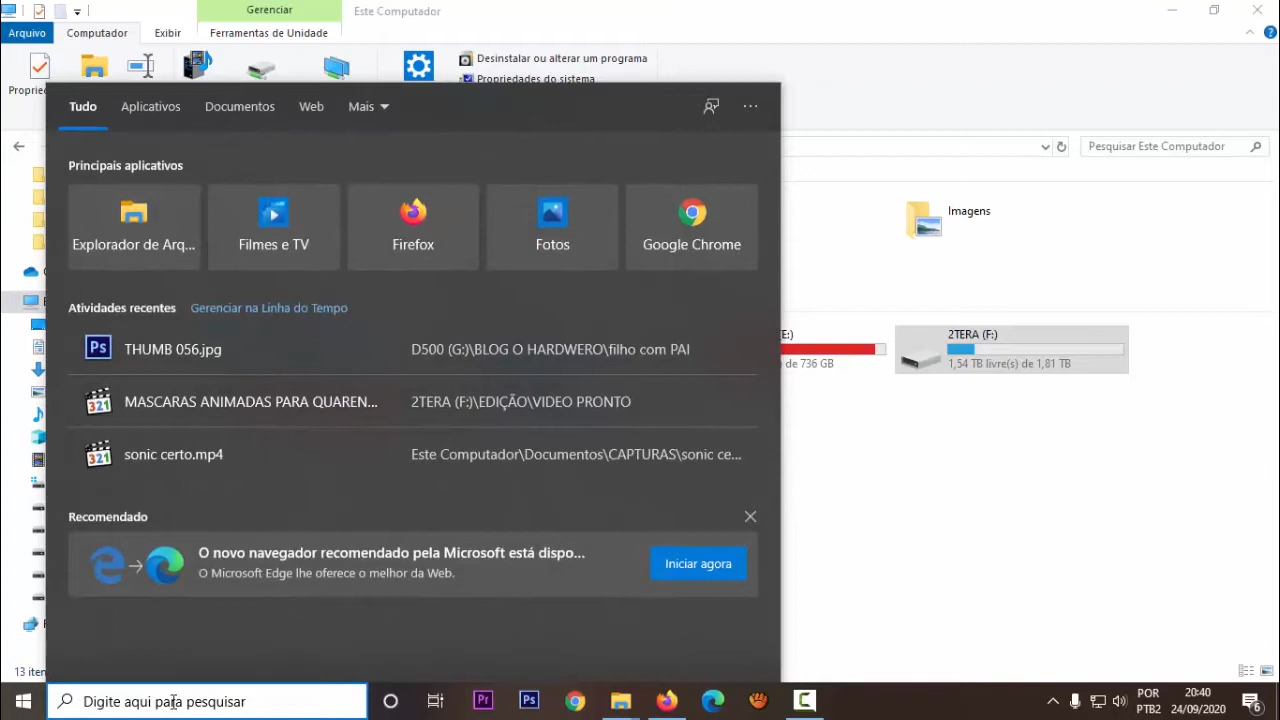 Gerenciar
Este Computador
Arquivo
Computador
Exibir
Ferramentas de Unidade
Desinstalar ou alterar um programa
Propriedades do sistema
Propried
Tudo
Aplicativos
Documentos
Web
Mais
Pesquisar Este Computador
Principais aplicativos
Explorador de Arq...
Filmes e TV
Firefox
Fotos
Google Chrome
Imagens
Atividades recentes
Gerenciar na Linha do Tempo
THUMB 056.jpg
D500 (G:)\BLOG O HARDWERO\filho com PAI
MASCARAS ANIMADAS PARA QUAREN...
2TERA (F:)\EDIÇÃO\VIDEO PRONTO
sonic certo.mp4
Este Computador\Documentos\CAPTURAS\sonic ce...
(E:)
de 736 GB
2TERA (F:)
1,54 TB livre(s) de 1,81 TB
Recomendado
O novo navegador recomendado pela Microsoft está dispo...
O Microsoft Edge lhe oferece o melhor da Web.
Iniciar agora
13 iten
Digite aqui para pesquisar
Pr
Ps
POR
PTB2
20:40
24/09/2020
6